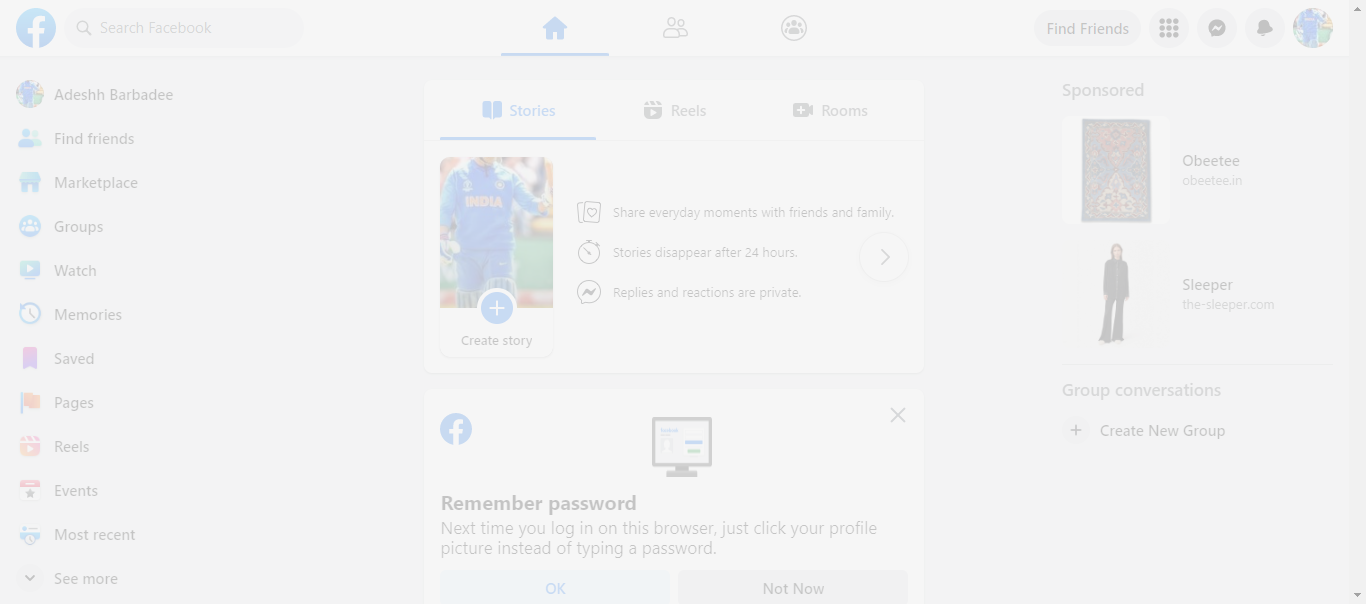 Search Facebook
Find Friends
Adeshh Barbadee
Find friends
Marketplace
Groups
Watch
Memories
Saved
Pages
Reels
Events
Most recent
See more
Stories
Reels
Rooms
INDIA
Create story
Share everyday moments with friends and family.
Stories disappear after 24 hours.
Replies and reactions are private.
Remember password
Next time you log in on this browser, just click your profile
picture instead of typing a password.
OK
Not Now
Sponsored
Obeetee
obeetee.in
Sleeper
the-sleeper.com
Group conversations
Create New Group